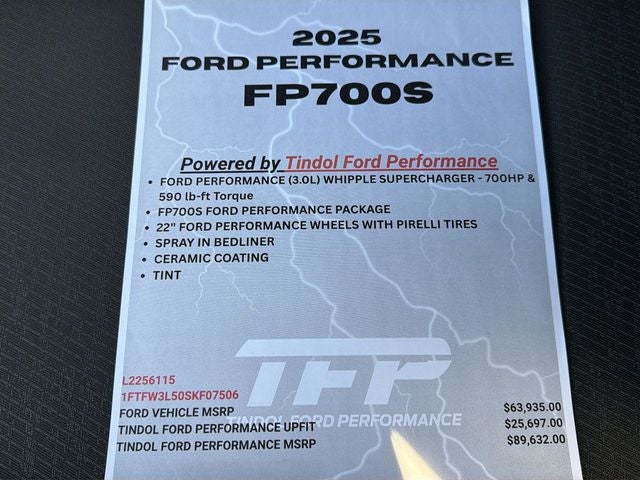 2025
FORD PERFORMANCE
FP700S
Powered by Tindol Ford Performance
• FORD PERFORMANCE (3.0L) WHIPPLE SUPERCHARGER - 700HP &
590 lb-ft Torque
• FP700S FORD PERFORMANCE PACKAGE
• 22" FORD PERFORMANCE WHEELS WITH PIRELLI TIRES
• SPRAY IN BEDLINER
• CERAMIC COATING
• TINT
TFP
TINDOL FORD PERFORMANCE
L2256115
1FTFW3L50SKF07506
FORD VEHICLE MSRP $63,935.00
TINDOL FORD PERFORMANCE UPFIT $25,697.00
TINDOL FORD PERFORMANCE MSRP $89,632.00